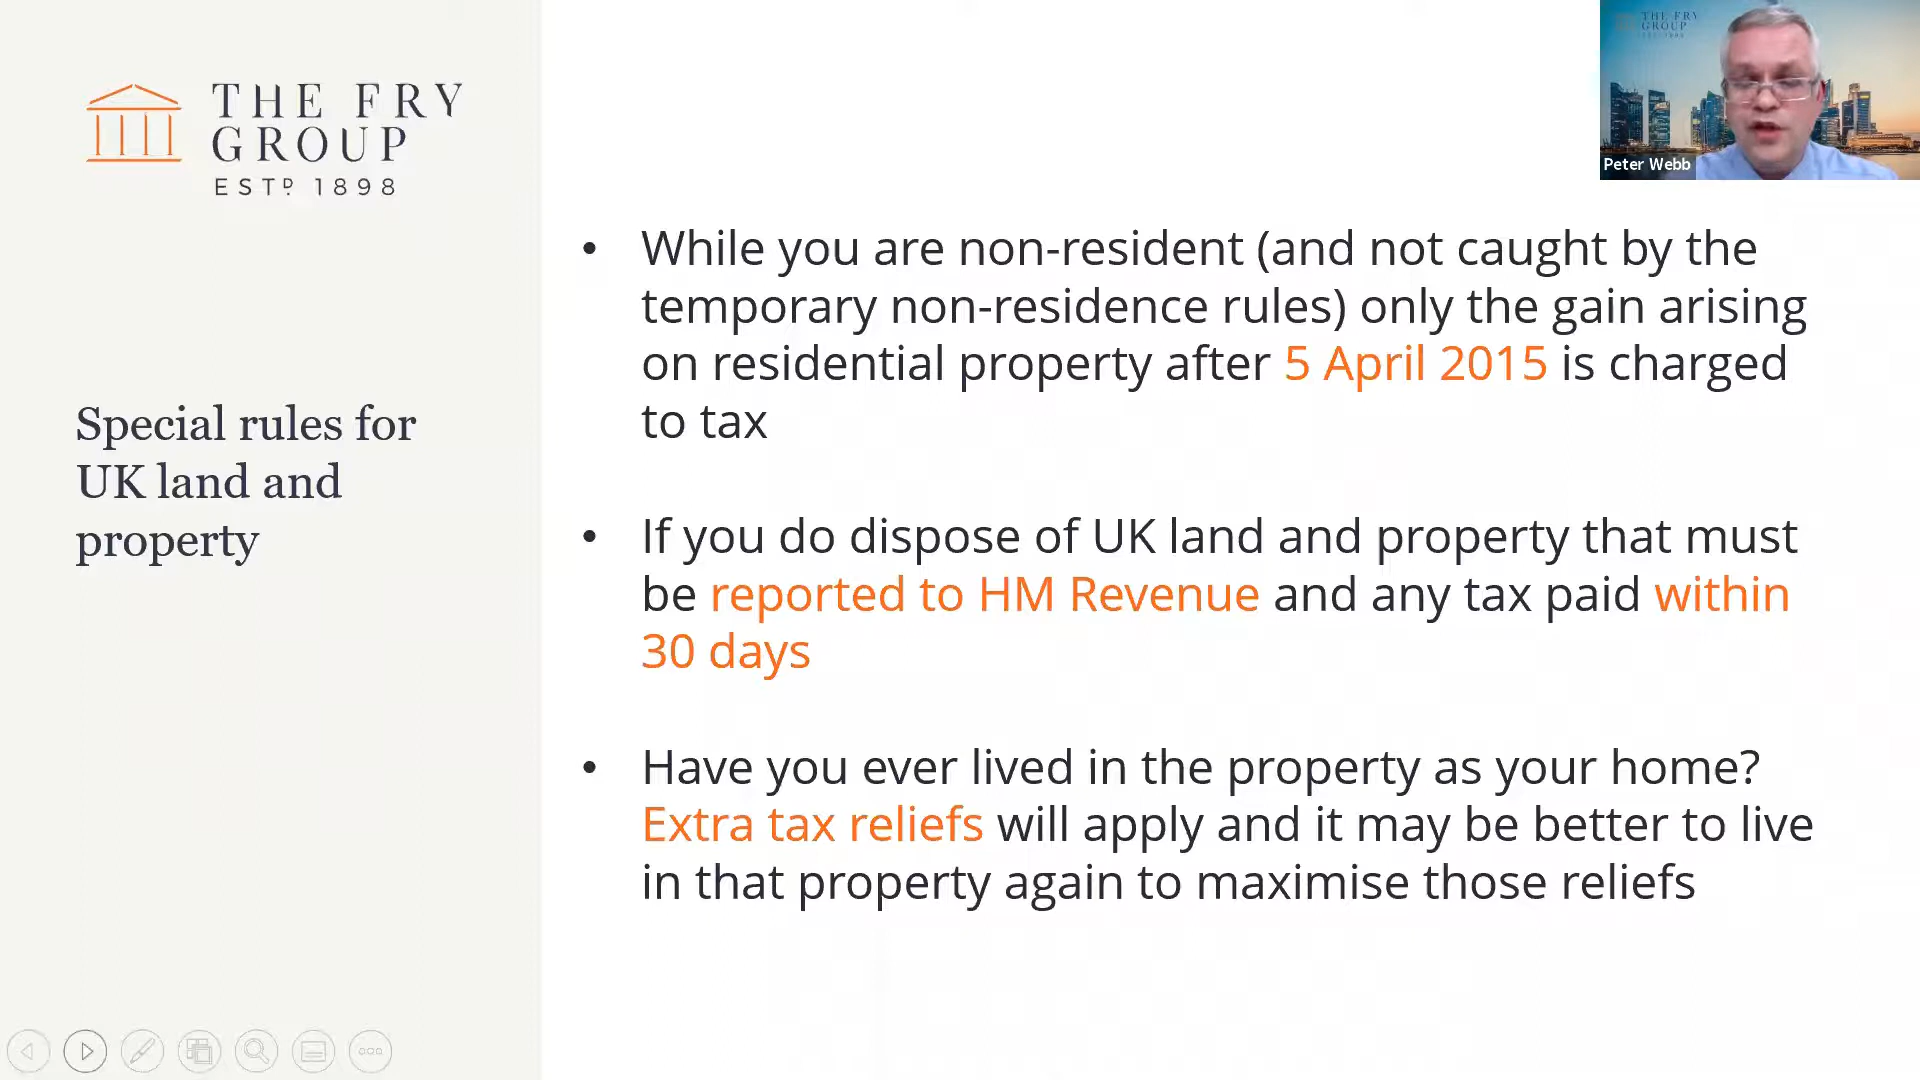 THE FRY
GROUP
ESTD 1898
Special rules for
UK land and
property
• While you are non-resident (and not caught by the
temporary non-residence rules) only the gain arising
on residential property after 5 April 2015 is charged
to tax
• If you do dispose of UK land and property that must
be reported to HM Revenue and any tax paid within
30 days
• Have you ever lived in the property as your home?
Extra tax reliefs will apply and it may be better to live
in that property again to maximise those reliefs
THE FRY
GROUP
Peter Webb